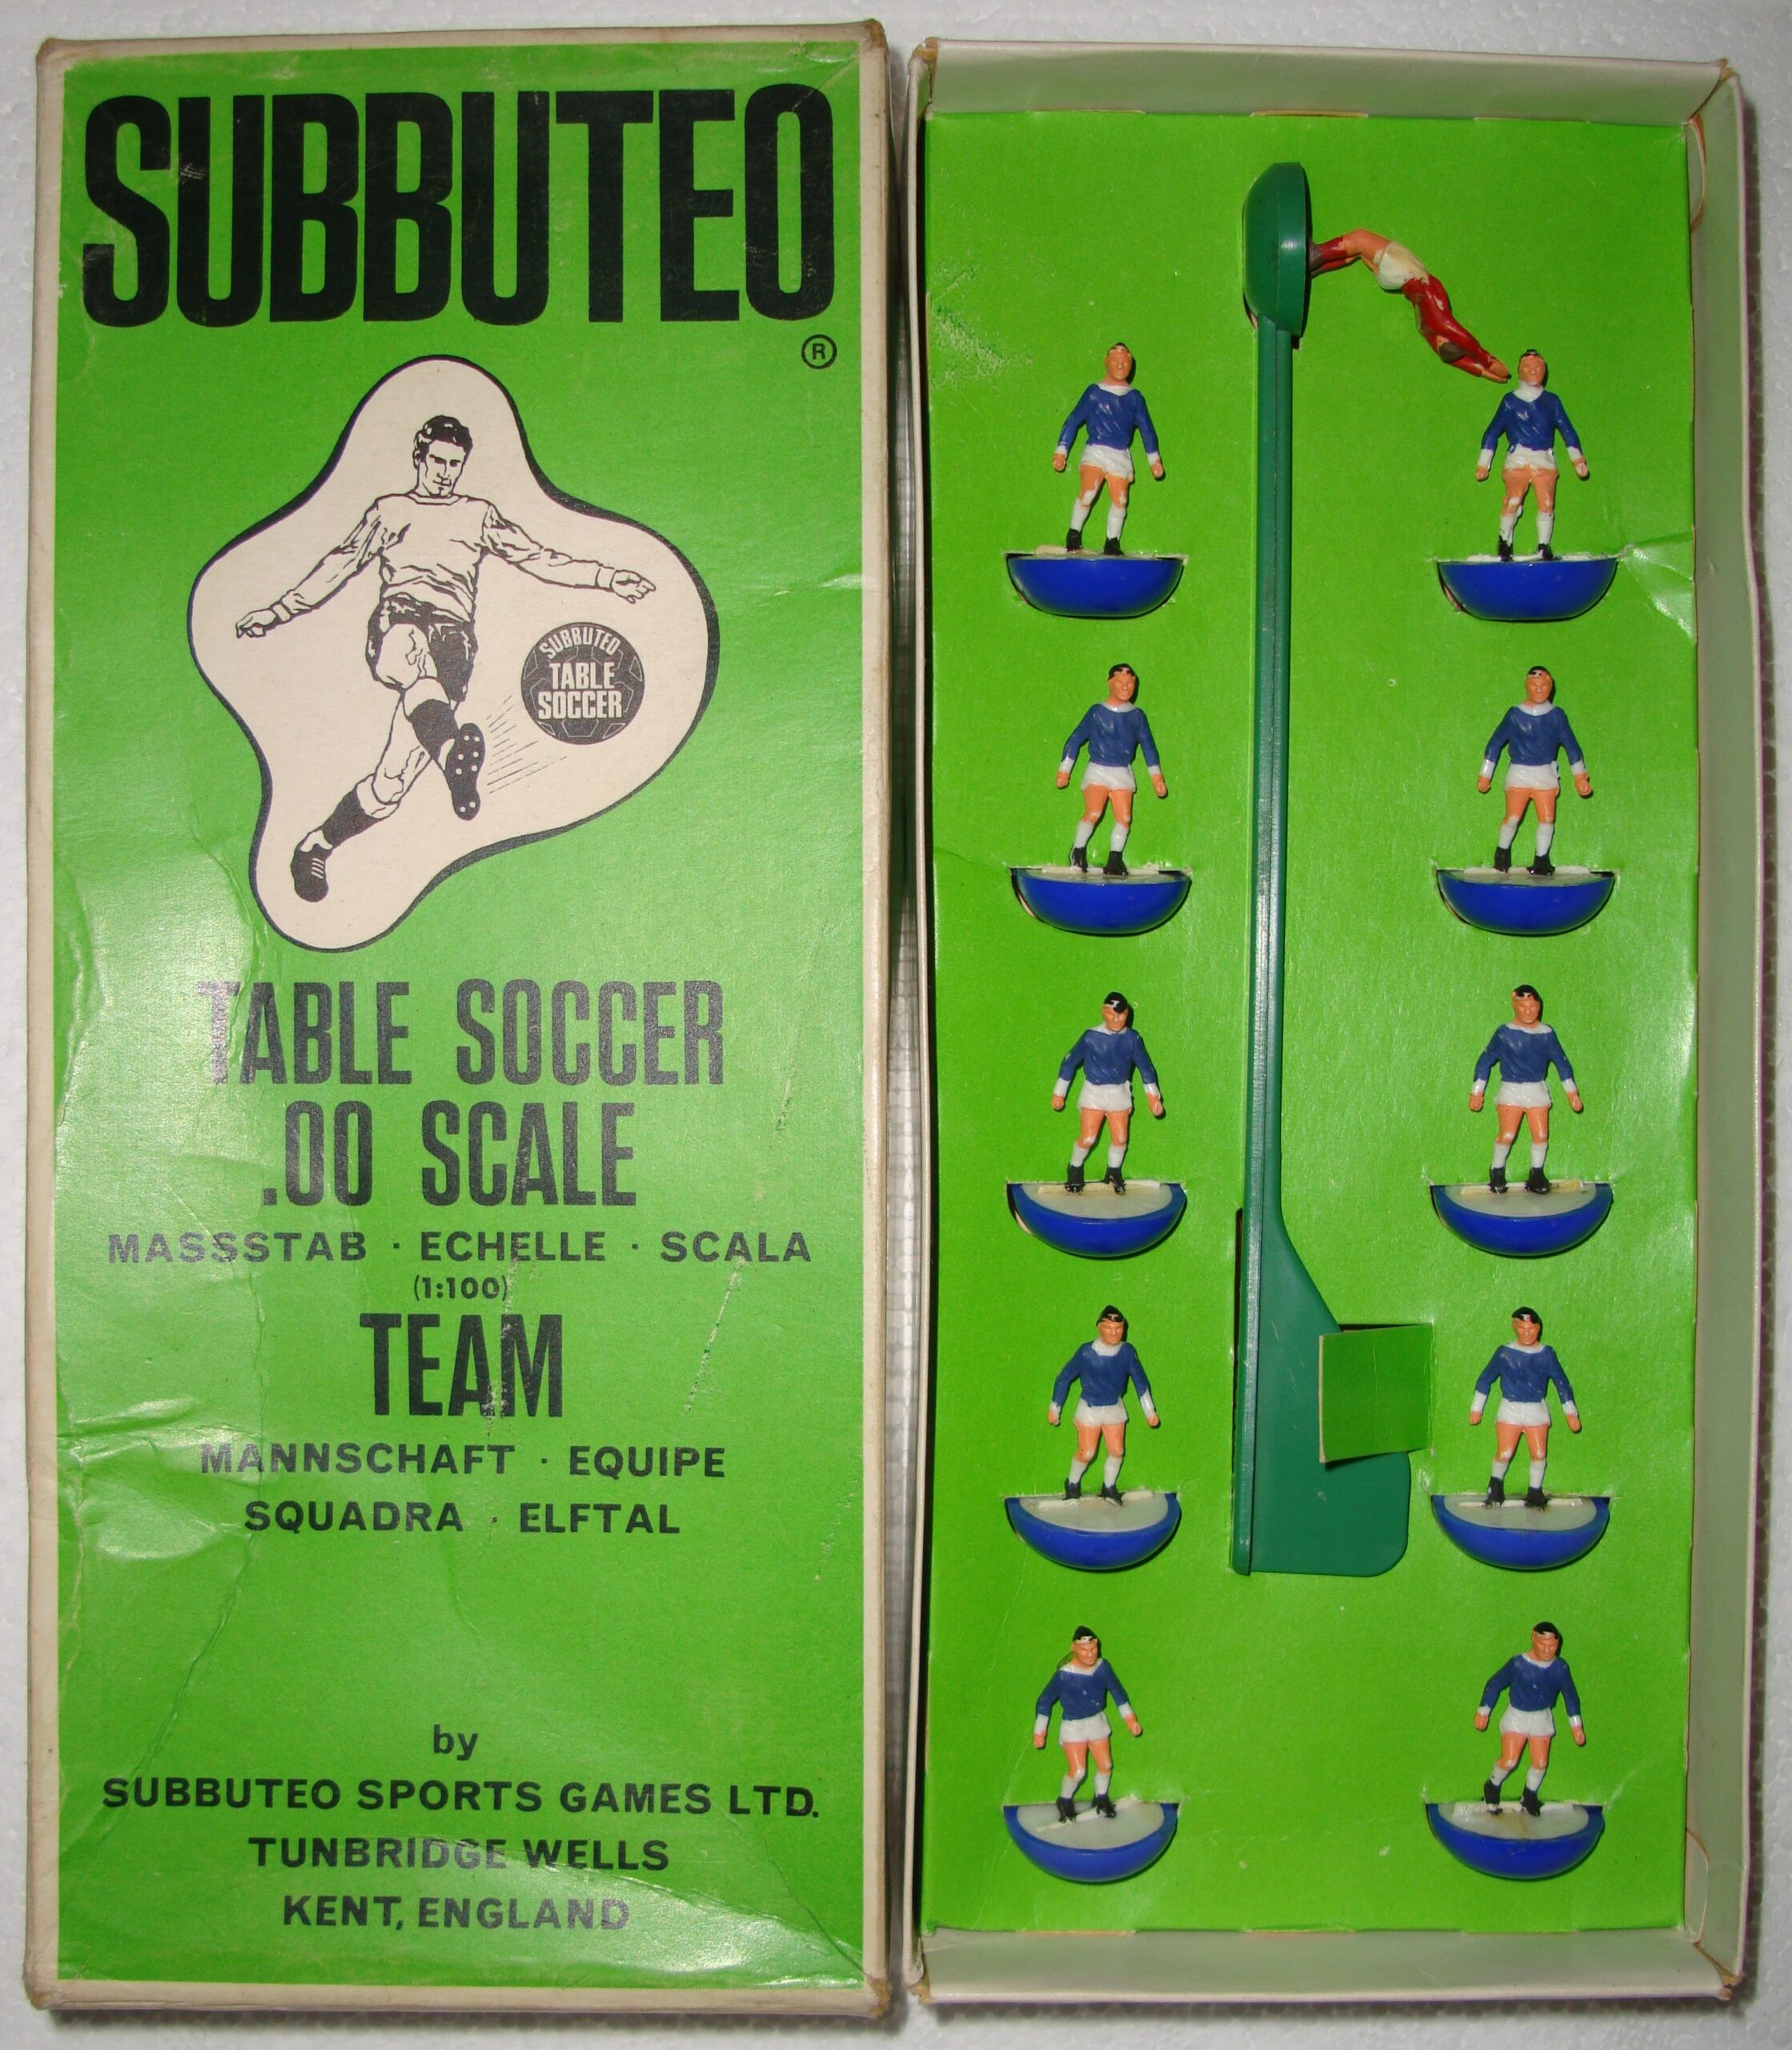 SUBBUTEO
®
SUBBUTEO
TABLE
SOCCER
TABLE SOCCER
.00 SCALE
MASSSTAB · ECHELLE · SCALA
(1:100)
TEAM
MANNSCHAFT · EQUIPE
SQUADRA · ELFTAL
by
SUBBUTEO SPORTS GAMES LTD.
TUNBRIDGE WELLS
KENT, ENGLAND